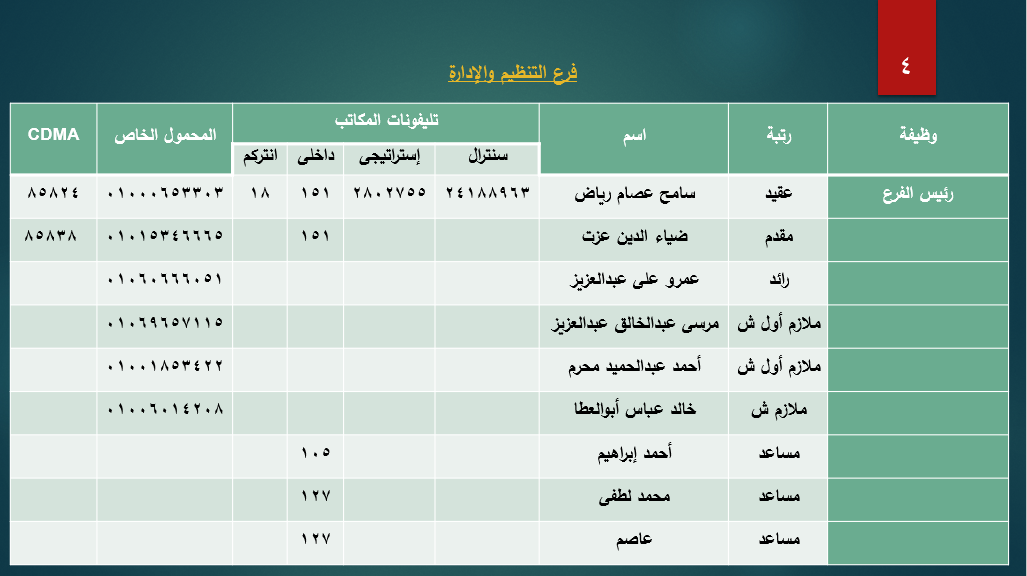 ٤
فرع التنظيم والإدارة
وظيفة رتبة اسم تليفونات المكاتب المحمول الخاص CDMA
سنترال إستراتيجى داخلى انتركم
رئيس الفرع عقيد سامح عصام رياض ٢٤١٨٨٩٦٣ ٢٨٠٢٧٥٥ ١٥١ ١٨ ٠١٠٠٠٦٥٣٣٠٣ ٨٥٨٢٤
مقدم ضياء الدين عزت ١٥١ ٠١٠١٥٣٤٦٦٦٥ ٨٥٨٣٨
رائد عمرو على عبدالعزيز ٠١٠٦٠٦٦٦٠٥١
ملازم أول ش مرسى عبدالخالق عبدالعزيز ٠١٠٦٩٦٥٧١١٥
ملازم أول ش أحمد عبدالحميد محرم ٠١٠٠١٨٥٣٤٢٢
ملازم ش خالد عباس أبوالعطا ٠١٠٠٦٠١٤٢٠٨
مساعد أحمد إبراهيم ١٠٥
مساعد محمد لطفى ١٢٧
مساعد عاصم ١٢٧